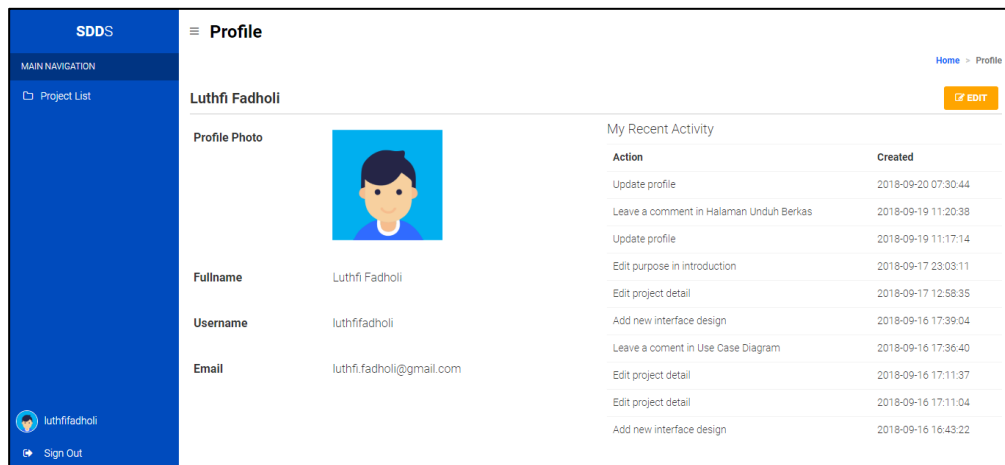 SDDS
Profile
MAIN NAVIGATION
Home > Profile
Project List
Luthfi Fadholi
EDIT
Profile Photo
My Recent Activity
Action Created
Update profile 2018-09-20 07:30:44
Leave a comment in Halaman Unduh Berkas 2018-09-19 11:20:38
Update profile 2018-09-19 11:17:14
Edit purpose in introduction 2018-09-17 23:03:11
Edit project detail 2018-09-17 12:58:35
Add new interface design 2018-09-16 17:39:04
Leave a coment in Use Case Diagram 2018-09-16 17:36:40
Edit project detail 2018-09-16 17:11:37
Edit project detail 2018-09-16 17:11:04
Add new interface design 2018-09-16 16:43:22
Fullname Luthfi Fadholi
Username luthfifadholi
Email luthfi.fadholi@gmail.com
luthfifadholi
Sign Out